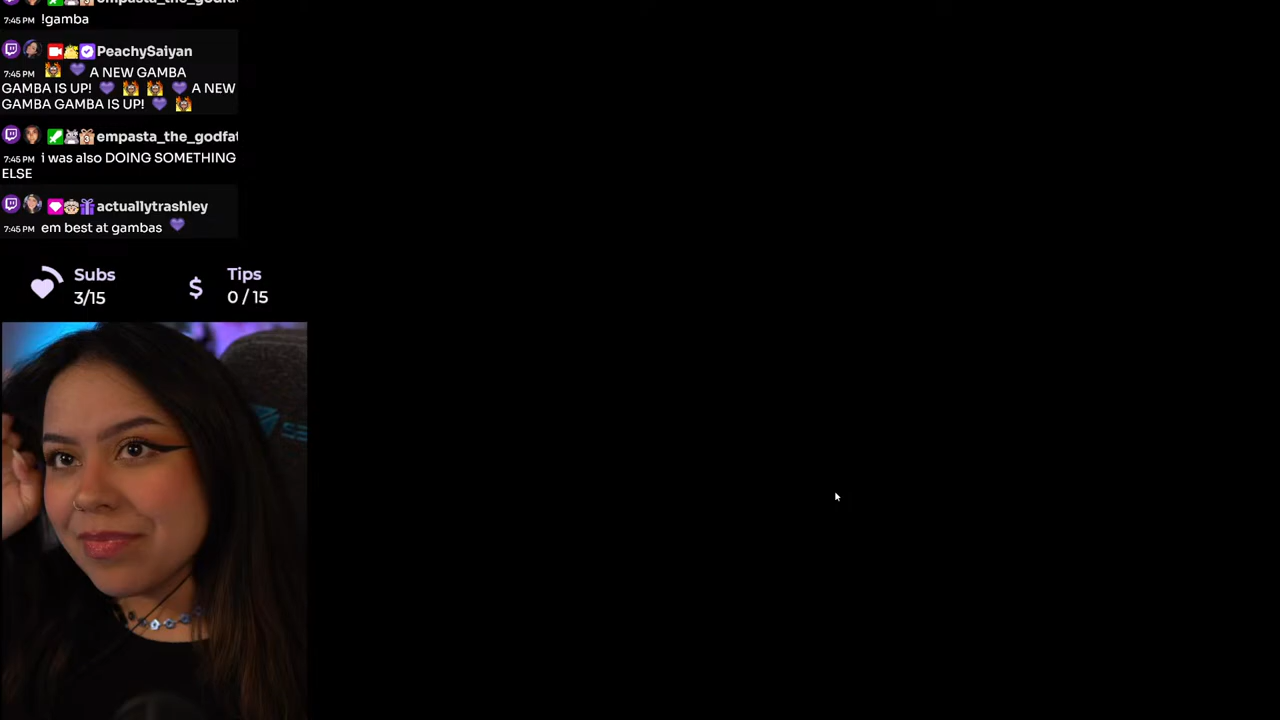 7:45 PM !gamba
PeachySaiyan
7:45 PM A NEW GAMBA
GAMBA IS UP! A NEW
GAMBA GAMBA IS UP!
empasta_the_godfat
7:45 PM i was also DOING SOMETHING
ELSE
actuallytrashley
7:45 PM em best at gambas
Subs
3/15
$ Tips
0 / 15